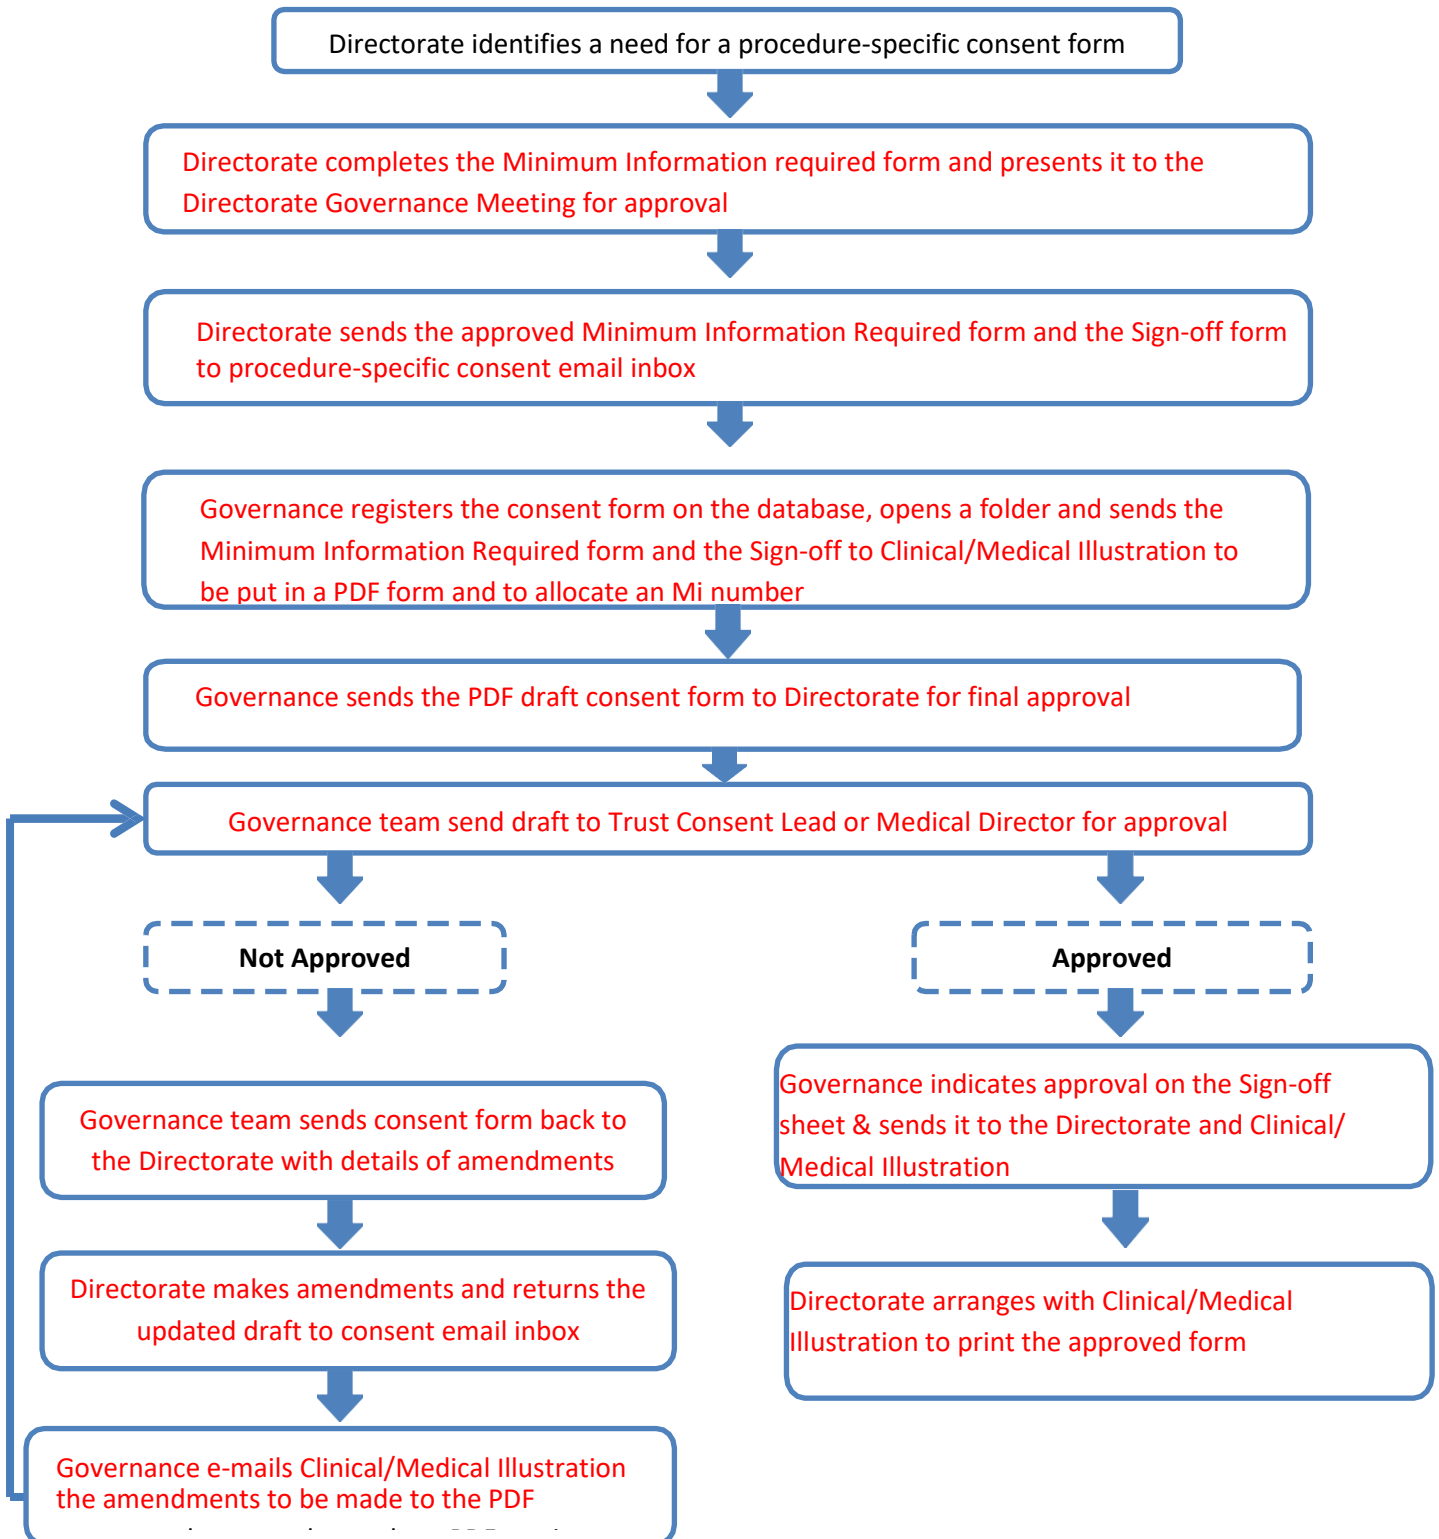 Directorate identifies a need for a procedure-specific consent form
Directorate completes the Minimum Information required form and presents it to the
Directorate Governance Meeting for approval
Directorate sends the approved Minimum Information Required form and the Sign-off form
to procedure-specific consent email inbox
Governance registers the consent form on the database, opens a folder and sends the
Minimum Information Required form and the Sign-off to Clinical/Medical Illustration to
be put in a PDF form and to allocate an Mi number
Governance sends the PDF draft consent form to Directorate for final approval
Governance team send draft to Trust Consent Lead or Medical Director for approval
Not Approved
Governance team sends consent form back to
the Directorate with details of amendments
Directorate makes amendments and returns the
updated draft to consent email inbox
Governance e-mails Clinical/Medical Illustration
the amendments to be made to the PDF
Approved
Governance indicates approval on the Sign-off
sheet & sends it to the Directorate and Clinical/
Medical Illustration
Directorate arranges with Clinical/Medical
Illustration to print the approved form